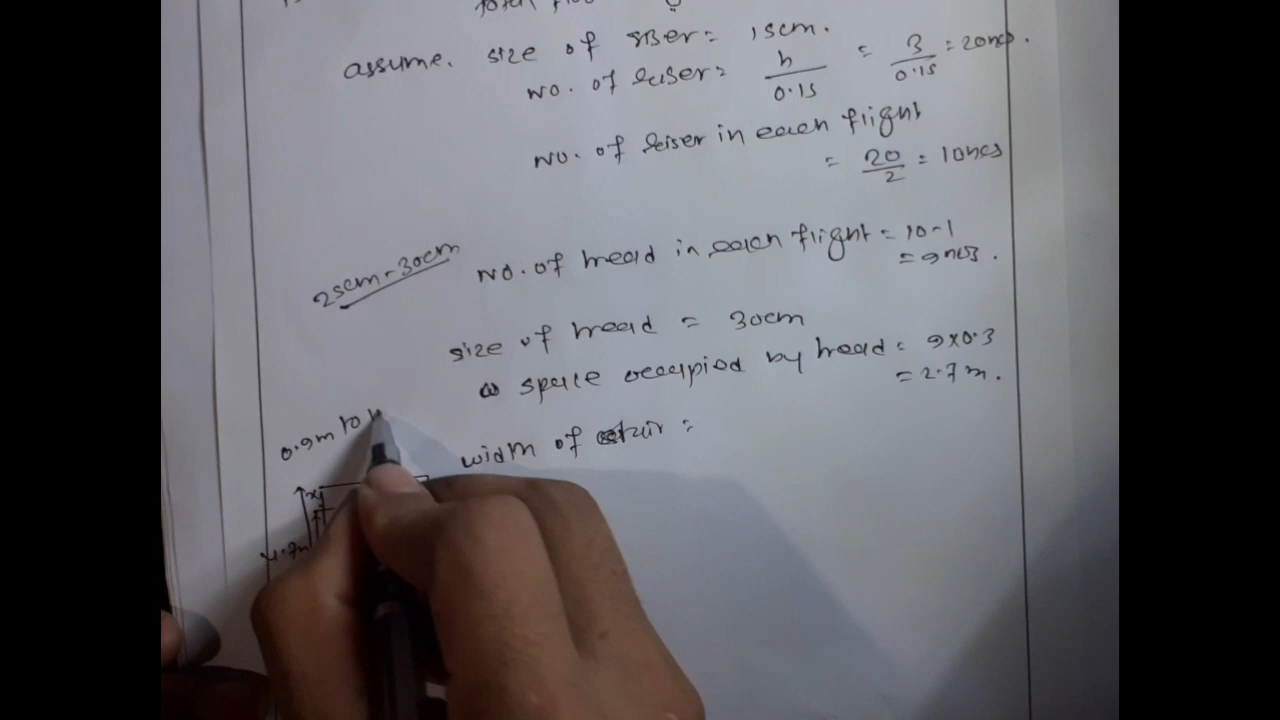 assume. size of riser = 15cm.
No. of riser = h/0.15 = 3/0.15 = 20nos.
No. of riser in each flight
= 20/2 = 10nos
25cm - 30cm
No. of tread in each flight = 10-1
= 9nos.
size of tread = 30cm
space occupied by tread = 9x0.3
= 2.7m.
0.9m to
width of stair =